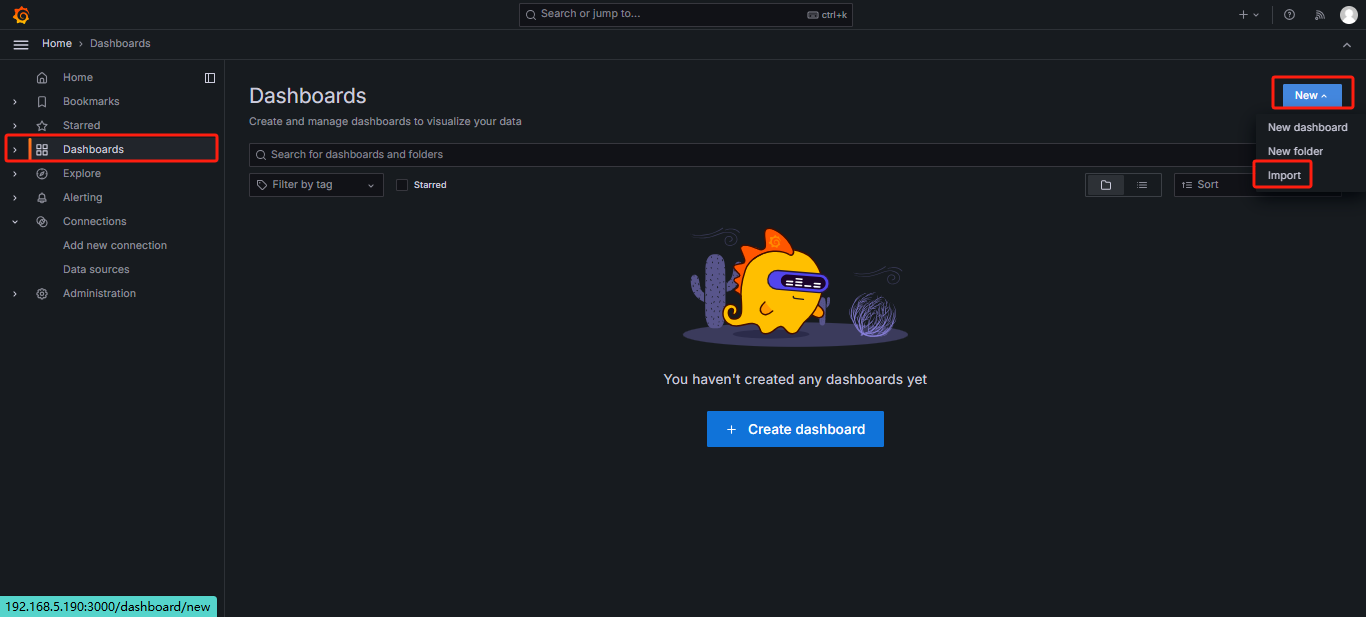 Search or jump to...
ctrl+k
Home › Dashboards
Home
Bookmarks
Starred
Dashboards
Explore
Alerting
Connections
Add new connection
Data sources
Administration
Dashboards
Create and manage dashboards to visualize your data
New
New dashboard
New folder
Import
Search for dashboards and folders
Filter by tag
Starred
Sort
You haven't created any dashboards yet
+ Create dashboard
192.168.5.190:3000/dashboard/new